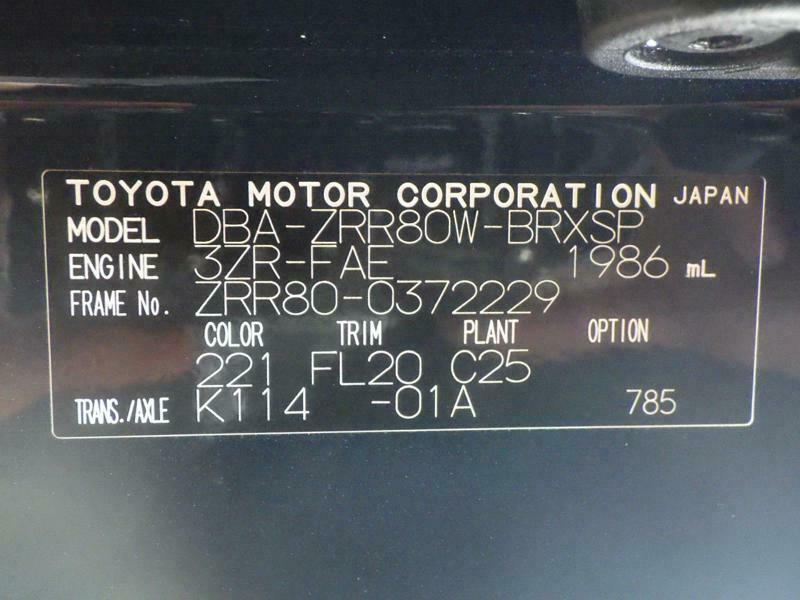 TOYOTA MOTOR CORPORATION JAPAN
MODEL DBA-ZRR80W-BRXSP
ENGINE 3ZR-FAE 1986 mL
FRAME No. ZRR80-0372229
COLOR TRIM PLANT OPTION
221 FL20 C25
TRANS./AXLE K114 -01A 785